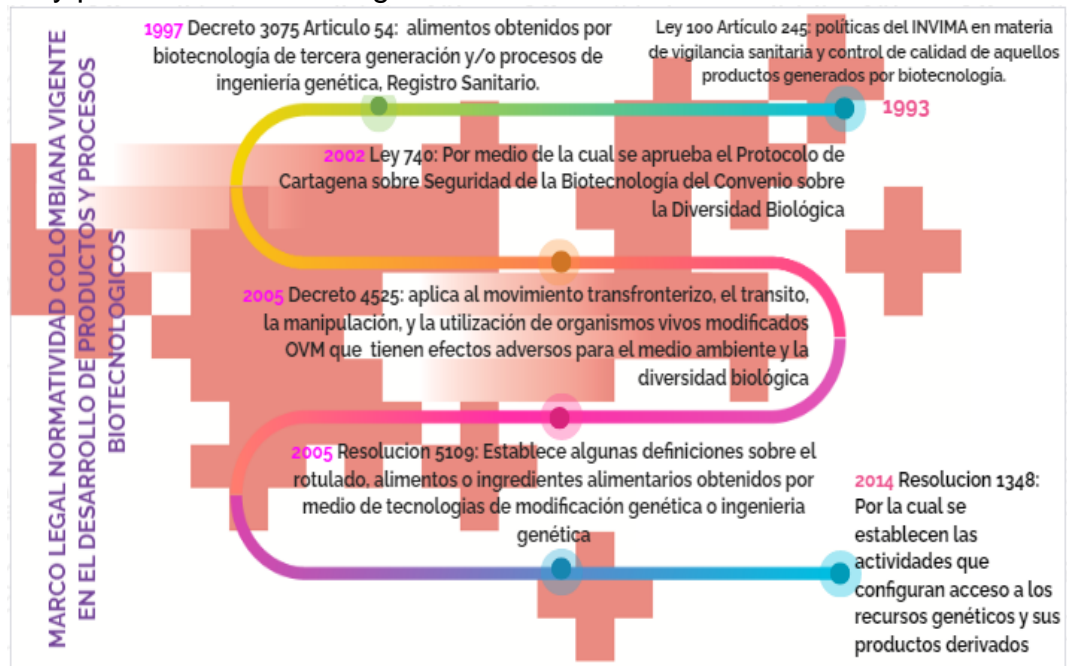 MARCO LEGAL NORMATIVIDAD COLOMBIANA VIGENTE
EN EL DESARROLLO DE PRODUCTOS Y PROCESOS
BIOTECNOLOGICOS
1997 Decreto 3075 Articulo 54: alimentos obtenidos por
biotecnología de tercera generación y/o procesos de
ingeniería genética, Registro Sanitario.
Ley 100 Artículo 245: políticas del INVIMA en materia
de vigilancia sanitaria y control de calidad de aquellos
productos generados por biotecnología.
1993
2002 Ley 740: Por medio de la cual se aprueba el Protocolo de
Cartagena sobre Seguridad de la Biotecnología del Convenio sobre
la Diversidad Biológica
2005 Decreto 4525: aplica al movimiento transfronterizo, el transito,
la manipulación, y la utilización de organismos vivos modificados
OVM que tienen efectos adversos para el medio ambiente y la
diversidad biológica
2005 Resolucion 5109: Establece algunas definiciones sobre el
rotulado, alimentos o ingredientes alimentarios obtenidos por
medio de tecnologias de modificación genética o ingenieria
genética
2014 Resolucion 1348:
Por la cual se
establecen las
actividades que
configuran acceso a los
recursos genéticos y sus
productos derivados